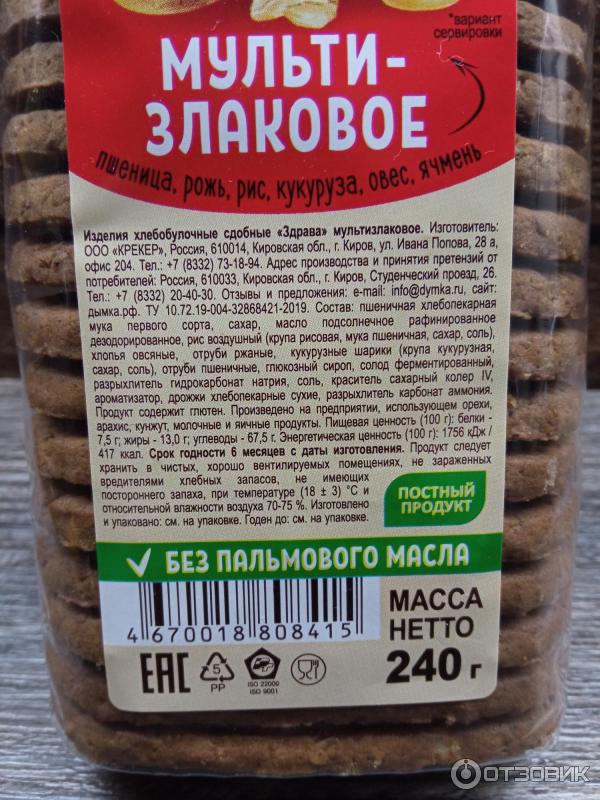 *вариант
сервировки
МУЛЬТИ-
ЗЛАКОВОЕ
пшеница, рожь, рис, кукуруза, овес, ячмень
Изделия хлебобулочные сдобные «Здрава» мультизлаковое. Изготовитель:
ООО «КРЕКЕР», Россия, 610014, Кировская обл., г. Киров, ул. Ивана Попова, 28 а,
офис 204. Тел.: +7 (8332) 73-18-94. Адрес производства и принятия претензий от
потребителей: Россия, 610033, Кировская обл., г. Киров, Студенческий проезд, 26.
Тел.: +7 (8332) 20-40-30. Отзывы и предложения: e-mail: info@dymka.ru, сайт:
дымка.рф. ТУ 10.72.19-004-32868421-2019. Состав: пшеничная хлебопекарная
мука первого сорта, сахар, масло подсолнечное рафинированное
дезодорированное, рис воздушный (крупа рисовая, мука пшеничная, сахар, соль),
хлопья овсяные, отруби ржаные, кукурузные шарики (крупа кукурузная,
сахар, соль), отруби пшеничные, глюкозный сироп, солод ферментированный,
разрыхлитель гидрокарбонат натрия, соль, краситель сахарный колер IV,
ароматизатор, дрожжи хлебопекарные сухие, разрыхлитель карбонат аммония.
Продукт содержит глютен. Произведено на предприятии, использующем орехи,
арахис, кунжут, молочные и яичные продукты. Пищевая ценность (100 г): белки -
7,5 г; жиры - 13,0 г; углеводы - 67,5 г. Энергетическая ценность (100 г): 1756 кДж /
417 ккал. Срок годности 6 месяцев с даты изготовления. Продукт следует
хранить в чистых, хорошо вентилируемых помещениях, не зараженных
вредителями хлебных запасов, не имеющих
постороннего запаха, при температуре (18 ± 3) °С и
относительной влажности воздуха 70-75 %. Изготовлено
и упаковано: см. на упаковке. Годен до: см. на упаковке.
ПОСТНЫЙ
ПРОДУКТ
БЕЗ ПАЛЬМОВОГО МАСЛА
4 670018 808415
МАССА
НЕТТО
240 г
ЕАС
5
PP
ISO 22000
ISO 9001
ОТЗОВИК